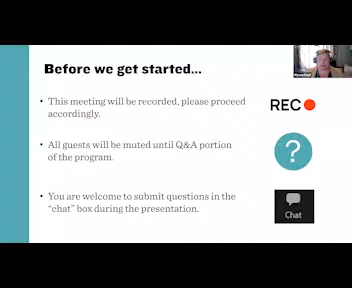 Before we get started...
• This meeting will be recorded, please proceed
accordingly.
REC
• All guests will be muted until Q&A portion
of the program.
?
• You are welcome to submit questions in the
“chat” box during the presentation.
Chat